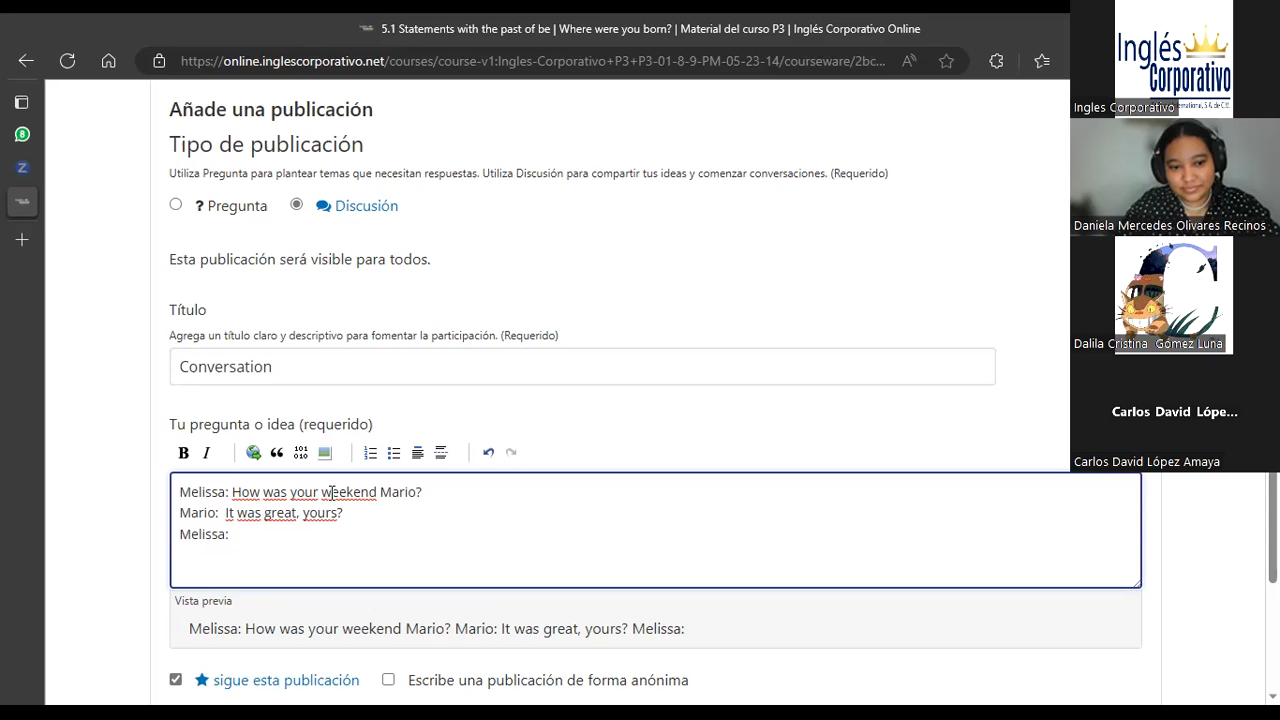 5.1 Statements with the past of be | Where were you born? | Material del curso P3 | Inglés Corporativo Online
https://online.inglescorporativo.net/courses/course-v1:Ingles-Corporativo+P3+P3-01-8-9-PM-05-23-14/courseware/2bc...
Añade una publicación
Tipo de publicación
Utiliza Pregunta para plantear temas que necesitan respuestas. Utiliza Discusión para compartir tus ideas y comenzar conversaciones. (Requerido)
? Pregunta
Discusión
Esta publicación será visible para todos.
Título
Agrega un título claro y descriptivo para fomentar la participación. (Requerido)
Conversation
Tu pregunta o idea (requerido)
B I
Melissa: How was your weekend Mario?
Mario: It was great, yours?
Melissa:
Vista previa
Melissa: How was your weekend Mario? Mario: It was great, yours? Melissa:
sigue esta publicación
Escribe una publicación de forma anónima
Inglés
Corporativo
Ingles Corporativo
Daniela Mercedes Olivares Recinos
Dalila Cristina Gómez Luna
Carlos David Lópe...
Carlos David López Amaya